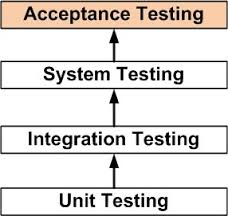 Acceptance Testing
System Testing
Integration Testing
Unit Testing